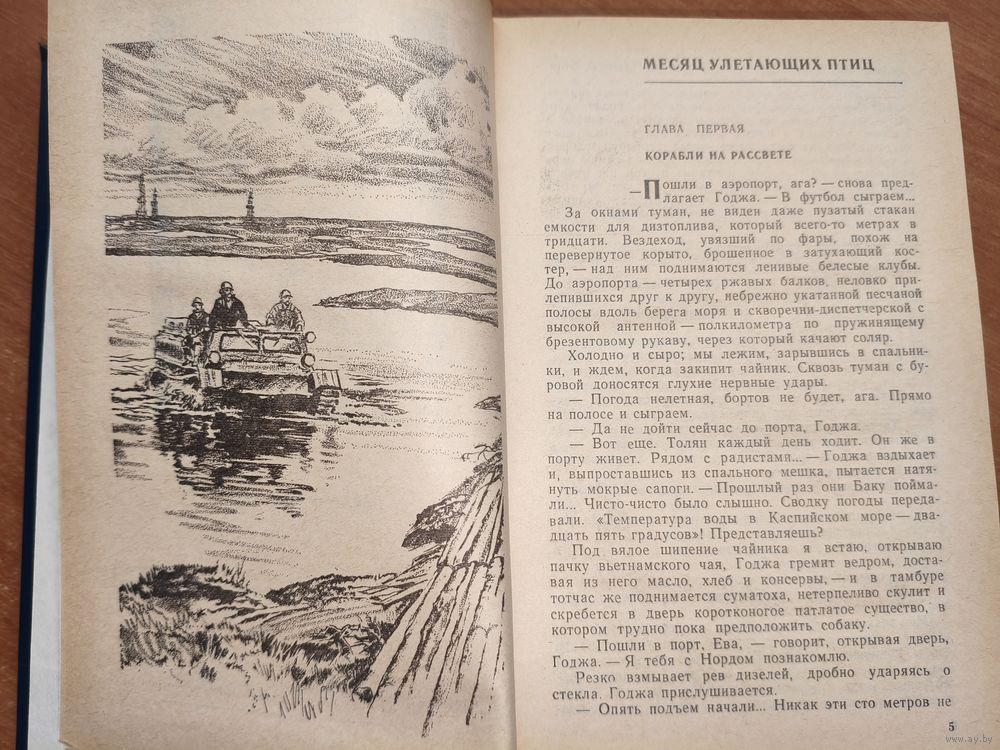 МЕСЯЦ УЛЕТАЮЩИХ ПТИЦ
ГЛАВА ПЕРВАЯ
КОРАБЛИ НА РАССВЕТЕ
— Пошли в аэропорт, ага? — снова пред-
лагает Годжа. — В футбол сыграем...
За окнами туман, не виден даже пузатый стакан
емкости для дизтоплива, который всего-то метрах в
тридцати. Вездеход, увязший по фары, похож на
перевернутое корыто, брошенное в затухающий кос-
тер, — над ним поднимаются ленивые белесые клубы.
До аэропорта — четырех ржавых балков, неловко при-
лепившихся друг к другу, небрежно укатанной песчаной
полосы вдоль берега моря и скворечни-диспетчерской с
высокой антенной — полкилометра по пружинящему
брезентовому рукаву, через который качают соляр.
Холодно и сыро; мы лежим, зарывшись в спальни-
ки, и ждем, когда закипит чайник. Сквозь туман с бу-
ровой доносятся глухие нервные удары.
— Погода нелетная, бортов не будет, ага. Прямо
на полосе и сыграем.
— Да не дойти сейчас до порта, Годжа.
— Вот еще. Толян каждый день ходит. Он же в
порту живет. Рядом с радистами... — Годжа вздыхает
и, выпроставшись из спального мешка, пытается натя-
нуть мокрые сапоги. — Прошлый раз они Баку пойма-
ли... Чисто-чисто было слышно. Сводку погоды переда-
вали. «Температура воды в Каспийском море — два-
дцать пять градусов»! Представляешь?
Под вялое шипение чайника я встаю, открываю
пачку вьетнамского чая, Годжа гремит ведром, доста-
вая из него масло, хлеб и консервы, — и в тамбуре
тотчас же поднимается суматоха, нетерпеливо скулит и
скребется в дверь коротконогое патлатое существо, в
котором трудно пока предположить собаку.
— Пошли в порт, Ева, — говорит, открывая дверь,
Годжа. — Я тебя с Нордом познакомлю.
Резко взмывает рев дизелей, дробно ударяясь о
стекла. Годжа прислушивается.
— Опять подъем начали... Никак эти сто метров не
5
www.ay.by